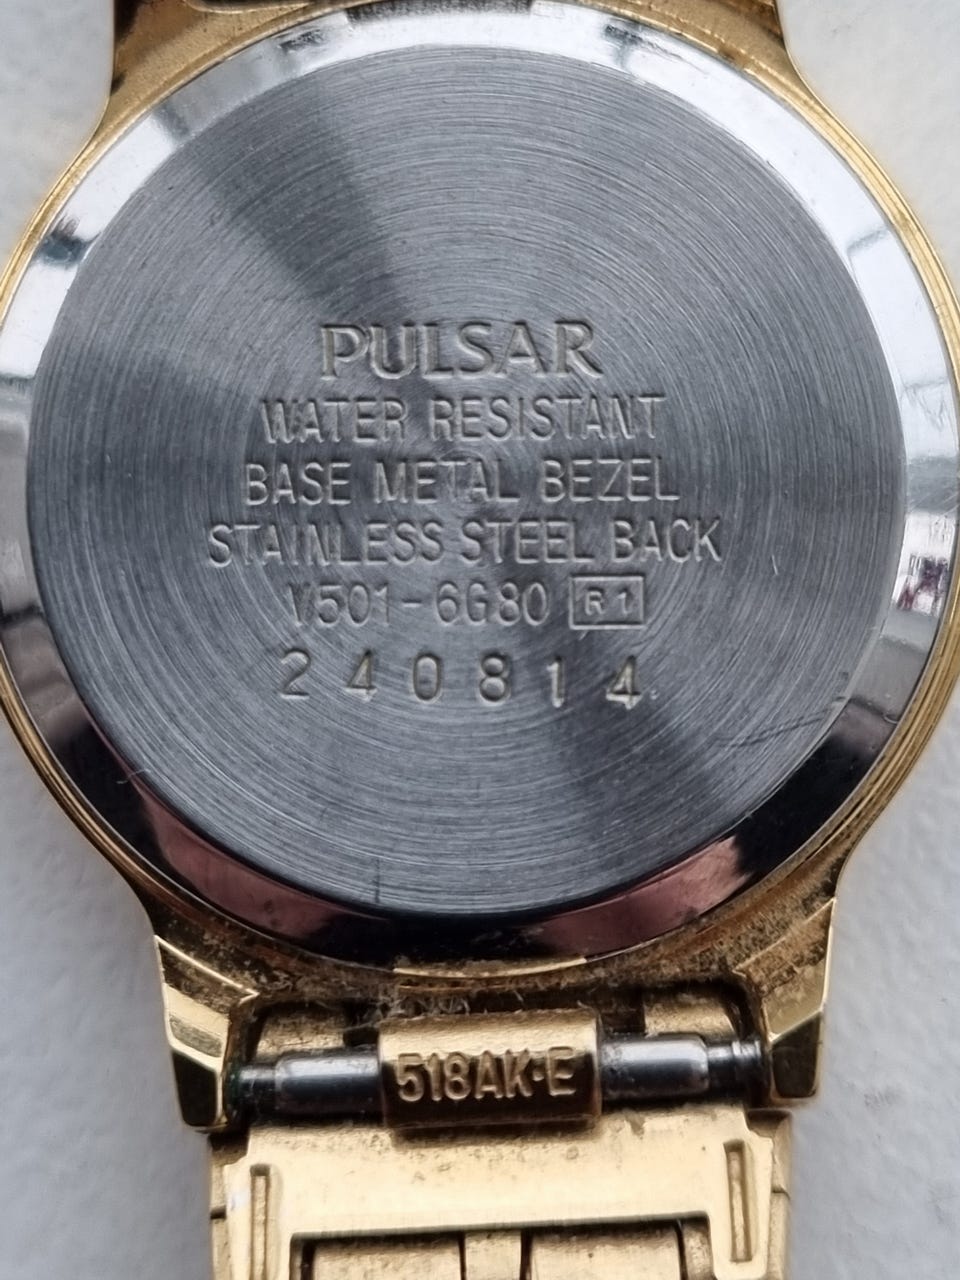 PULSAR
WATER RESISTANT
BASE METAL BEZEL
STAINLESS STEEL BACK
V501-6G80 R1
240814
518AK·E